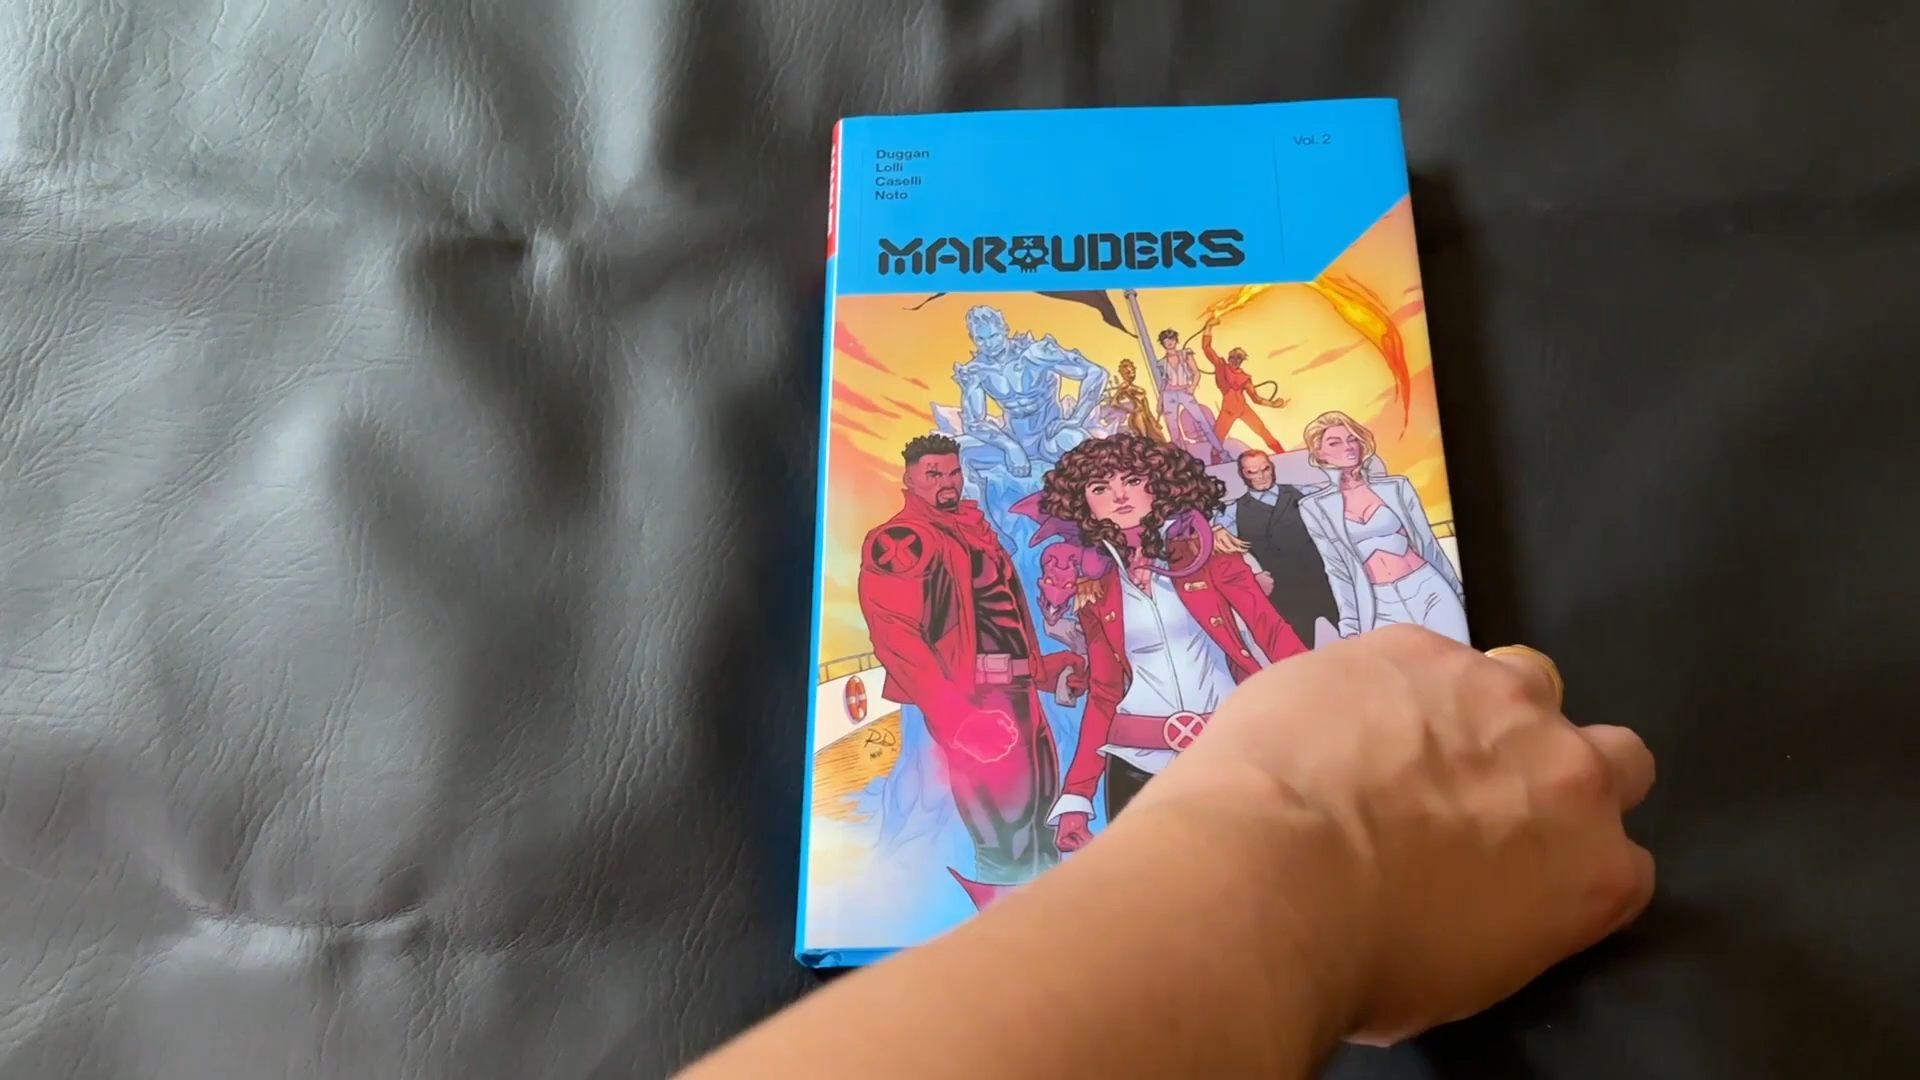 Duggan
Lolli
Caselli
Noto
Vol. 2
MARAUDERS